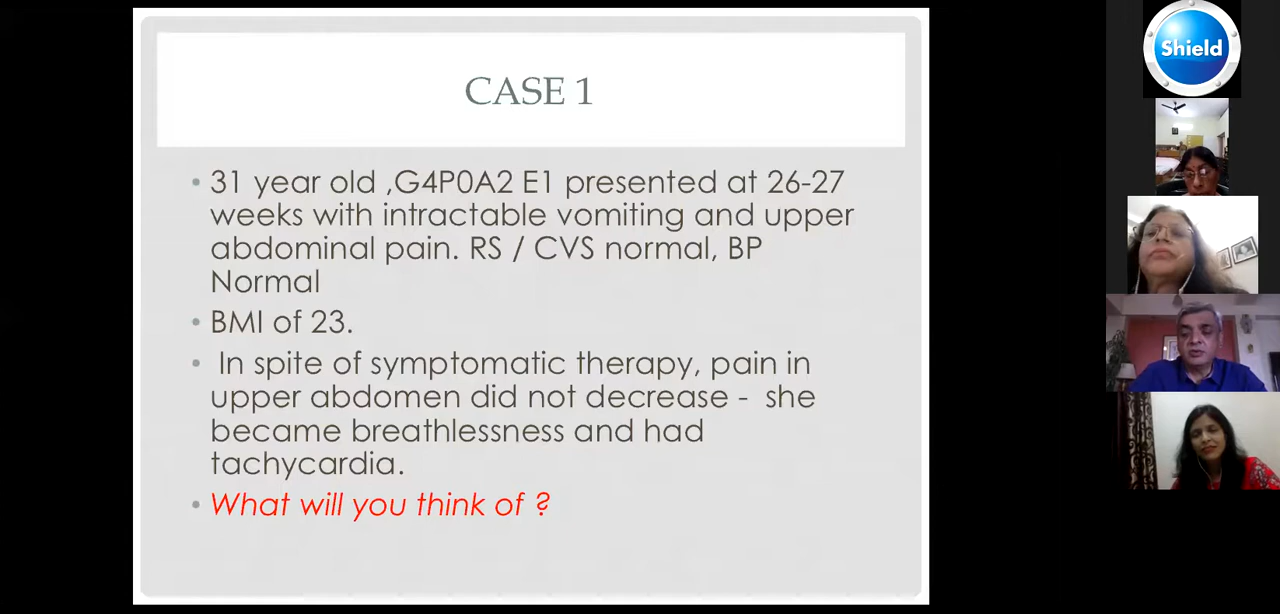 CASE 1
• 31 year old ,G4P0A2 E1 presented at 26-27
weeks with intractable vomiting and upper
abdominal pain. RS / CVS normal, BP
Normal
• BMI of 23.
• In spite of symptomatic therapy, pain in
upper abdomen did not decrease - she
became breathlessness and had
tachycardia.
• What will you think of ?
Shield